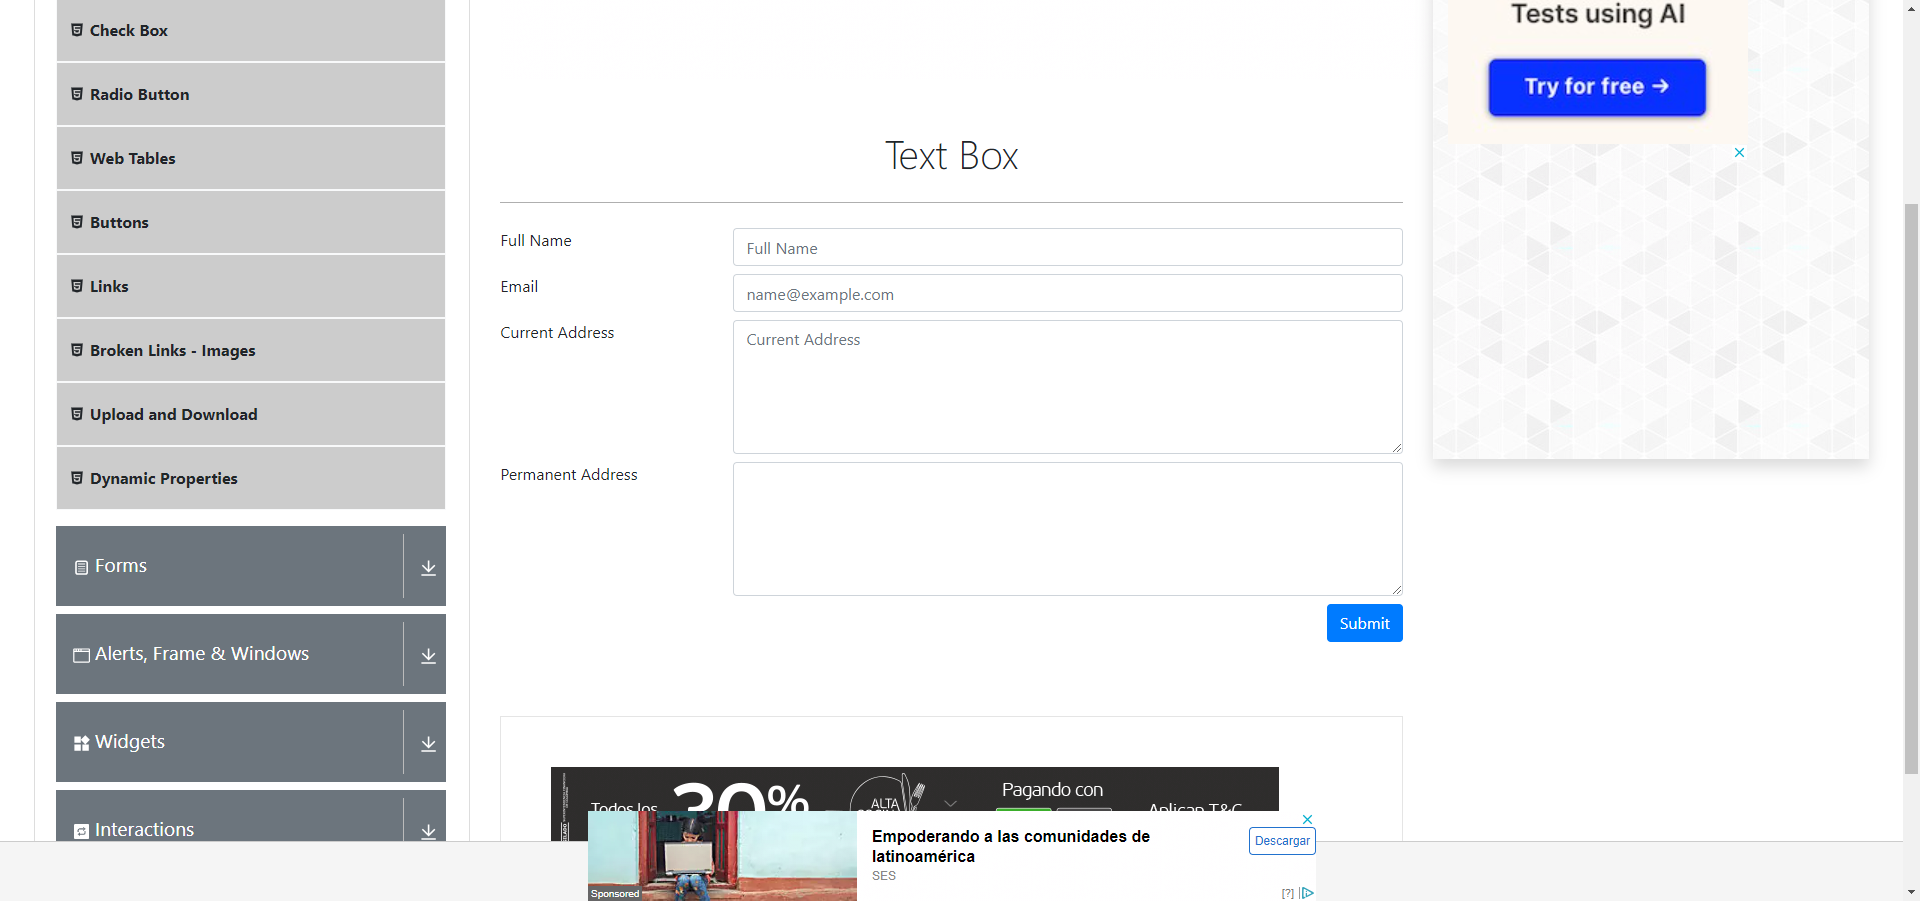 Check Box
Radio Button
Web Tables
Buttons
Links
Broken Links - Images
Upload and Download
Dynamic Properties
Forms
Alerts, Frame & Windows
Widgets
Interactions
Text Box
Full Name
Full Name
Email
name@example.com
Current Address
Current Address
Permanent Address
Submit
Tests using AI
Try for free →
Todos los
30%
ALTA
Pagando con
Aplican T&C
Sponsored
Empoderando a las comunidades de
latinoamérica
SES
Descargar
[?]